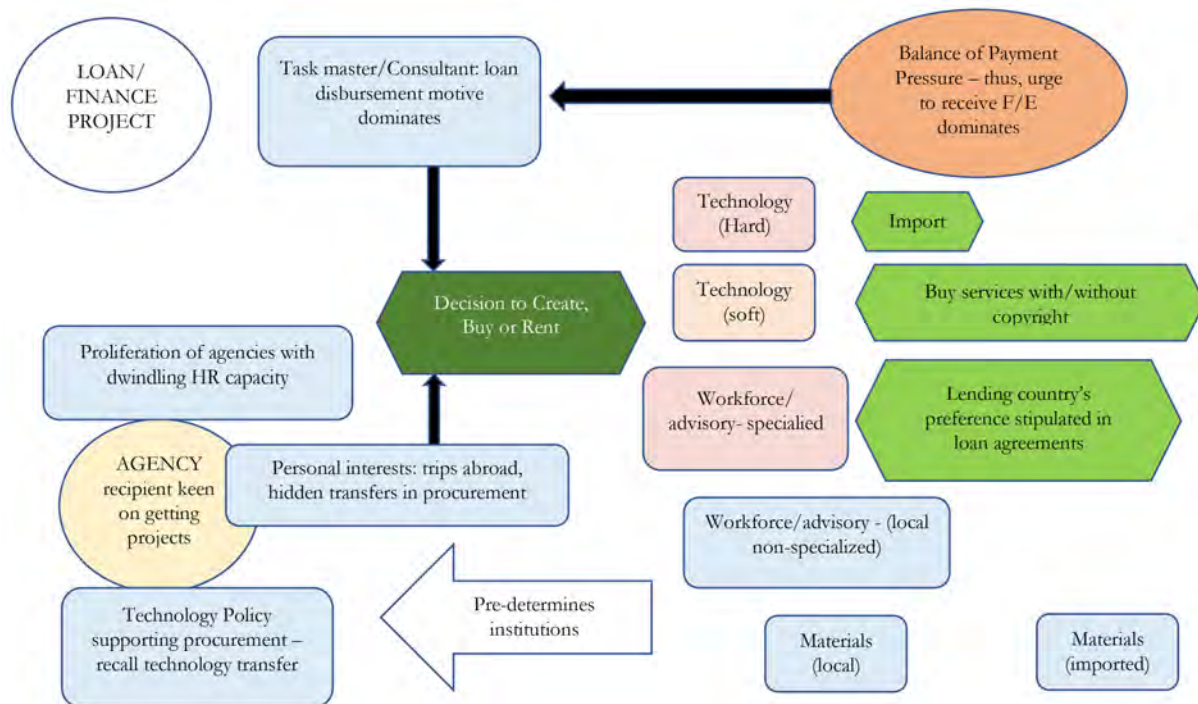 LOAN/
FINANCE
PROJECT
Task master/Consultant: loan
disbursement motive
dominates
Balance of Payment
Pressure – thus, urge
to receive F/E
dominates
Technology
(Hard)
Import
Technology
(soft)
Buy services with/without
copyright
Decision to Create,
Buy or Rent
Proliferation of agencies with
dwindling HR capacity
Workforce/
advisory- specialied
Lending country's
preference stipulated in
loan agreements
AGENCY
recipient keen
on getting
projects
Personal interests: trips abroad,
hidden transfers in procurement
Workforce/advisory - (local
non-specialized)
Technology Policy
supporting procurement –
recall technology transfer
Pre-determines
institutions
Materials
(local)
Materials
(imported)